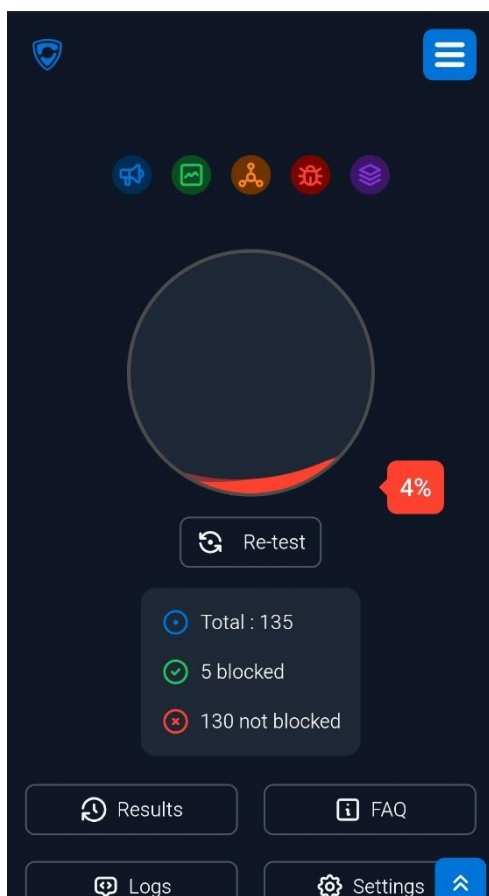 4%
Re-test
Total : 135
5 blocked
130 not blocked
Results
FAQ
Logs
Settings